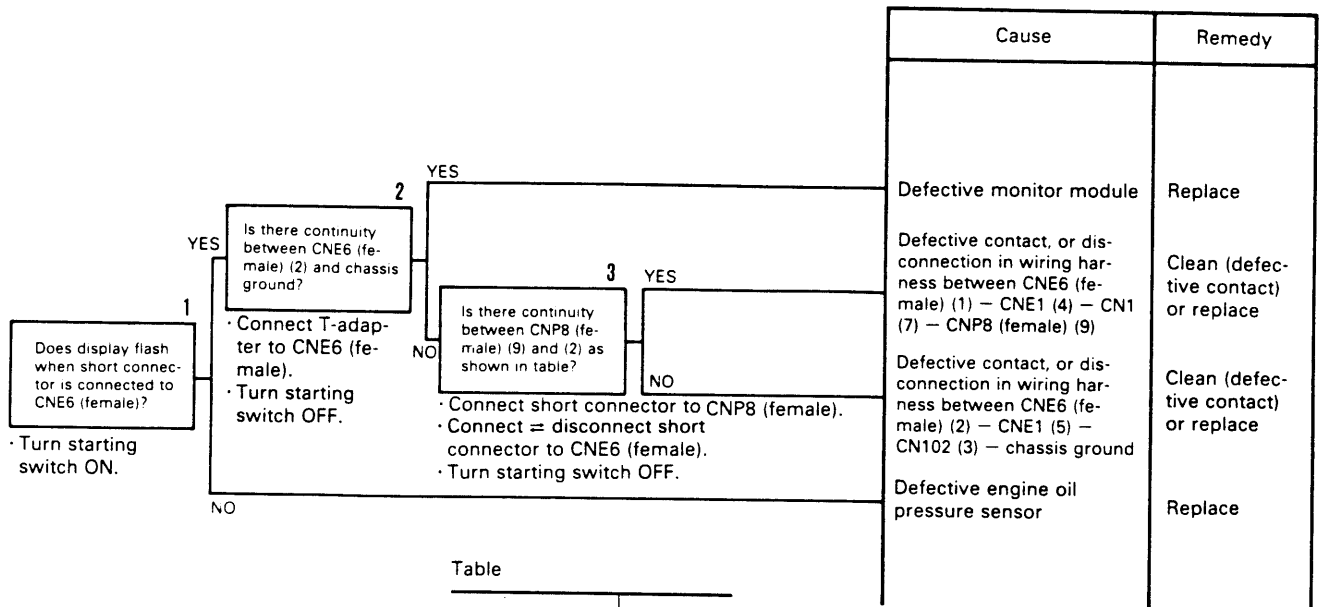 Cause
Remedy
1
Does display flash
when short connec-
tor is connected to
CNE6 (female)?
· Turn starting
switch ON.
YES
NO
2
Is there continuity
between CNE6 (fe-
male) (2) and chassis
ground?
· Connect T-adap-
ter to CNE6 (fe-
male).
· Turn starting
switch OFF.
YES
NO
3
Is there continuity
between CNP8 (fe-
male) (9) and (2) as
shown in table?
· Connect short connector to CNP8 (female).
· Connect ⇌ disconnect short
connector to CNE6 (female).
· Turn starting switch OFF.
YES
NO
Defective monitor module
Replace
Defective contact, or dis-
connection in wiring har-
ness between CNE6 (fe-
male) (1) – CNE1 (4) – CN1
(7) – CNP8 (female) (9)
Clean (defec-
tive contact)
or replace
Defective contact, or dis-
connection in wiring har-
ness between CNE6 (fe-
male) (2) – CNE1 (5) –
CN102 (3) – chassis ground
Clean (defec-
tive contact)
or replace
Defective engine oil
pressure sensor
Replace
Table